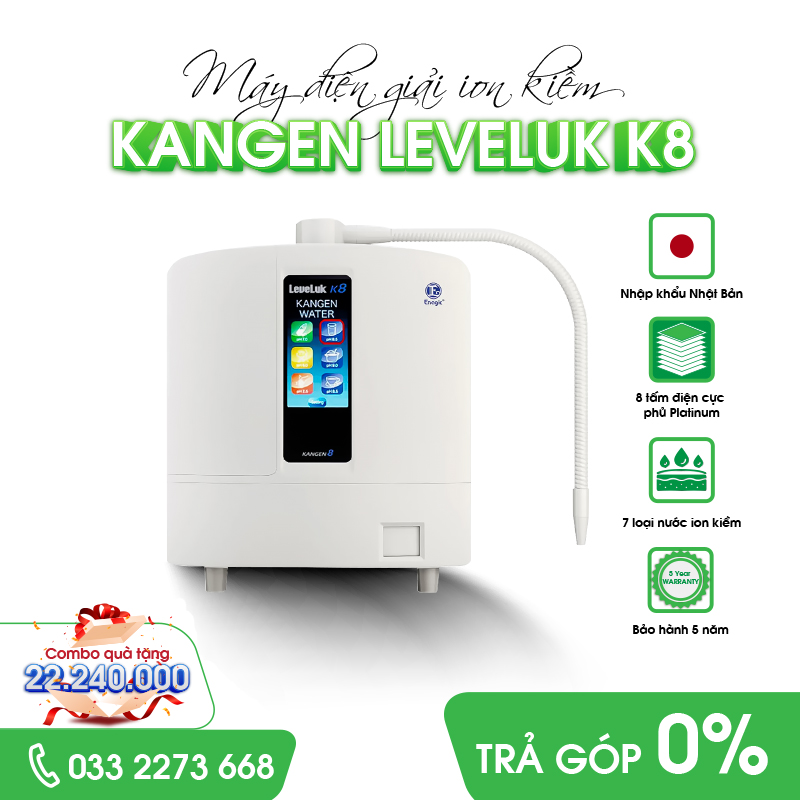 Máy điện giải ion kiềm
KANGEN LEVELUK K8
LeveLuk K8
KANGEN
WATER
KANGEN 8
Enagic
Nhập khẩu Nhật Bản
8 tấm điện cực
phủ Platinum
7 loại nước ion kiềm
5 Year
WARRANTY
Bảo hành 5 năm
Combo quà tặng
22.240.000
033 2273 668
TRẢ GÓP 0%